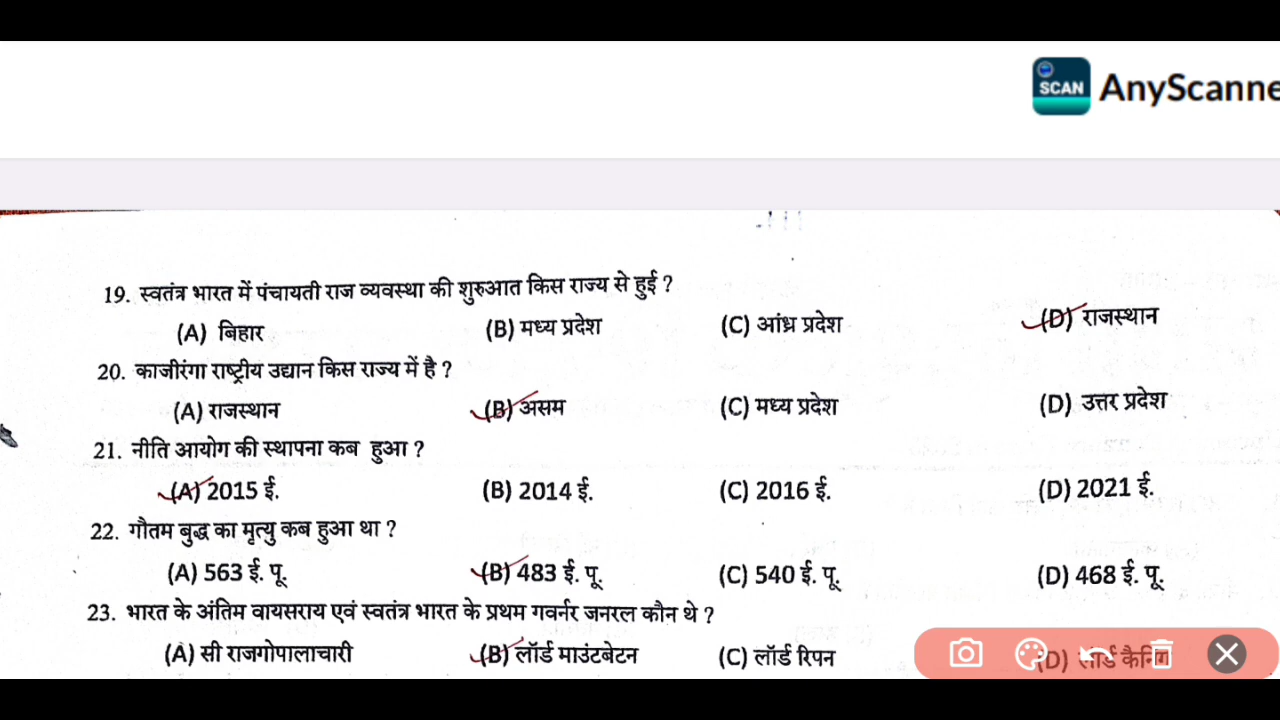 SCAN AnyScanne
19. स्वतंत्र भारत में पंचायती राज व्यवस्था की शुरुआत किस राज्य से हुई ?
(A) बिहार (B) मध्य प्रदेश (C) आंध्र प्रदेश (D) राजस्थान
20. काजीरंगा राष्ट्रीय उद्यान किस राज्य में है ?
(A) राजस्थान (B) असम (C) मध्य प्रदेश (D) उत्तर प्रदेश
21. नीति आयोग की स्थापना कब हुआ ?
(A) 2015 ई. (B) 2014 ई. (C) 2016 ई. (D) 2021 ई.
22. गौतम बुद्ध का मृत्यु कब हुआ था ?
(A) 563 ई. पू. (B) 483 ई. पू. (C) 540 ई. पू. (D) 468 ई. पू.
23. भारत के अंतिम वायसराय एवं स्वतंत्र भारत के प्रथम गवर्नर जनरल कौन थे ?
(A) सी राजगोपालाचारी (B) लॉर्ड माउंटबेटन (C) लॉर्ड रिपन (D) लॉर्ड कैनिंग